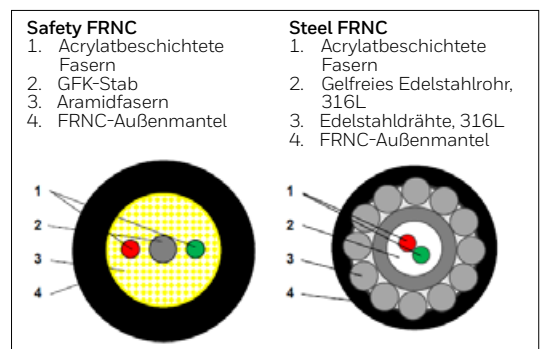 Safety FRNC
1. Acrylatbeschichtete
Fasern
2. GFK-Stab
3. Aramidfasern
4. FRNC-Außenmantel
Steel FRNC
1. Acrylatbeschichtete
Fasern
2. Gelfreies Edelstahlrohr,
316L
3. Edelstahldrähte, 316L
4. FRNC-Außenmantel
1
2
3
4
1
2
3
4